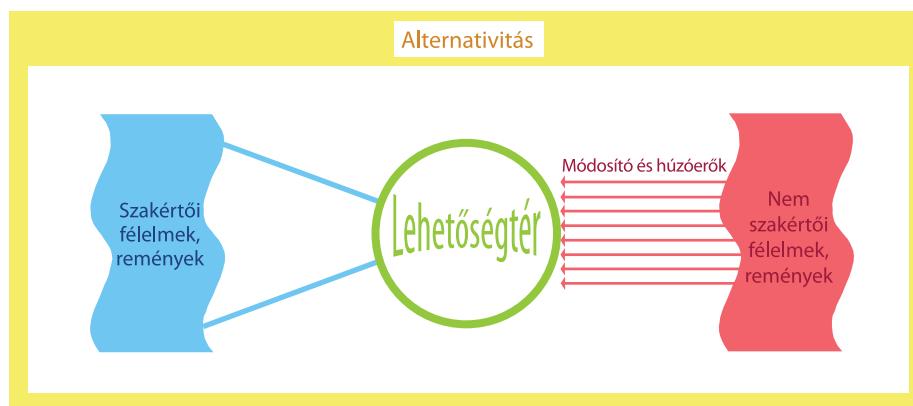 Alternativitás
Szakértői
félelmek,
remények
Lehetőségtér
Módosító és húzóerők
Nem
szakértői
félelmek,
remények